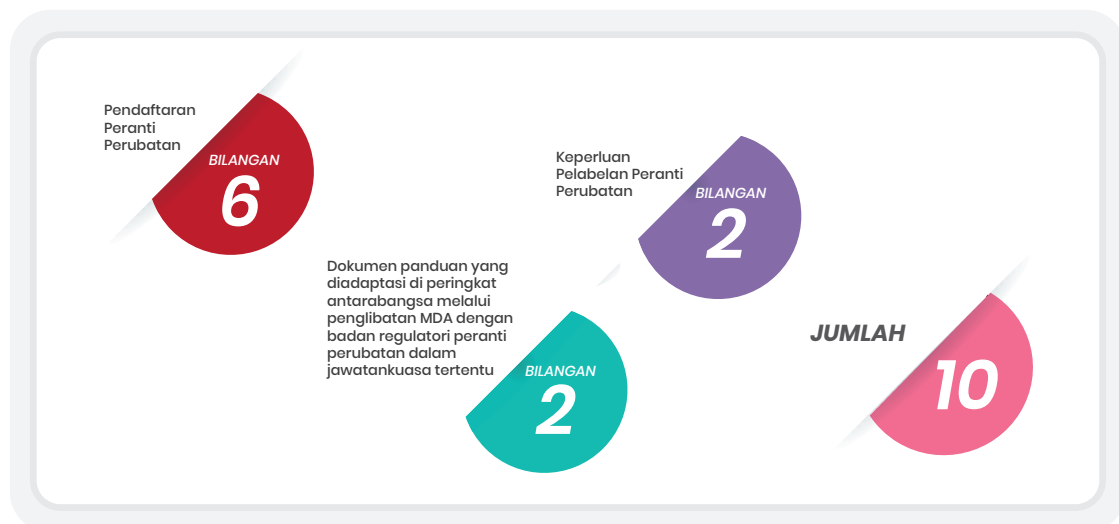 Pendaftaran
Peranti
Perubatan
BILANGAN
6
Dokumen panduan yang
diadaptasi di peringkat
antarabangsa melalui
penglibatan MDA dengan
badan regulatori peranti
perubatan dalam
jawatankuasa tertentu
BILANGAN
2
Keperluan
Pelabelan Peranti
Perubatan
BILANGAN
2
JUMLAH
10